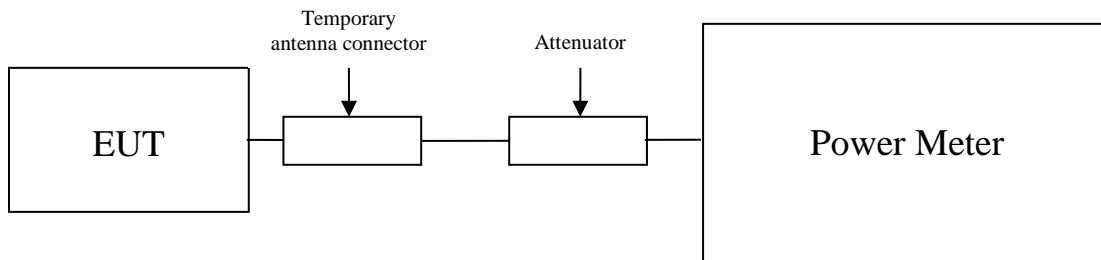 Temporary
antenna connector
Attenuator
EUT
Power Meter